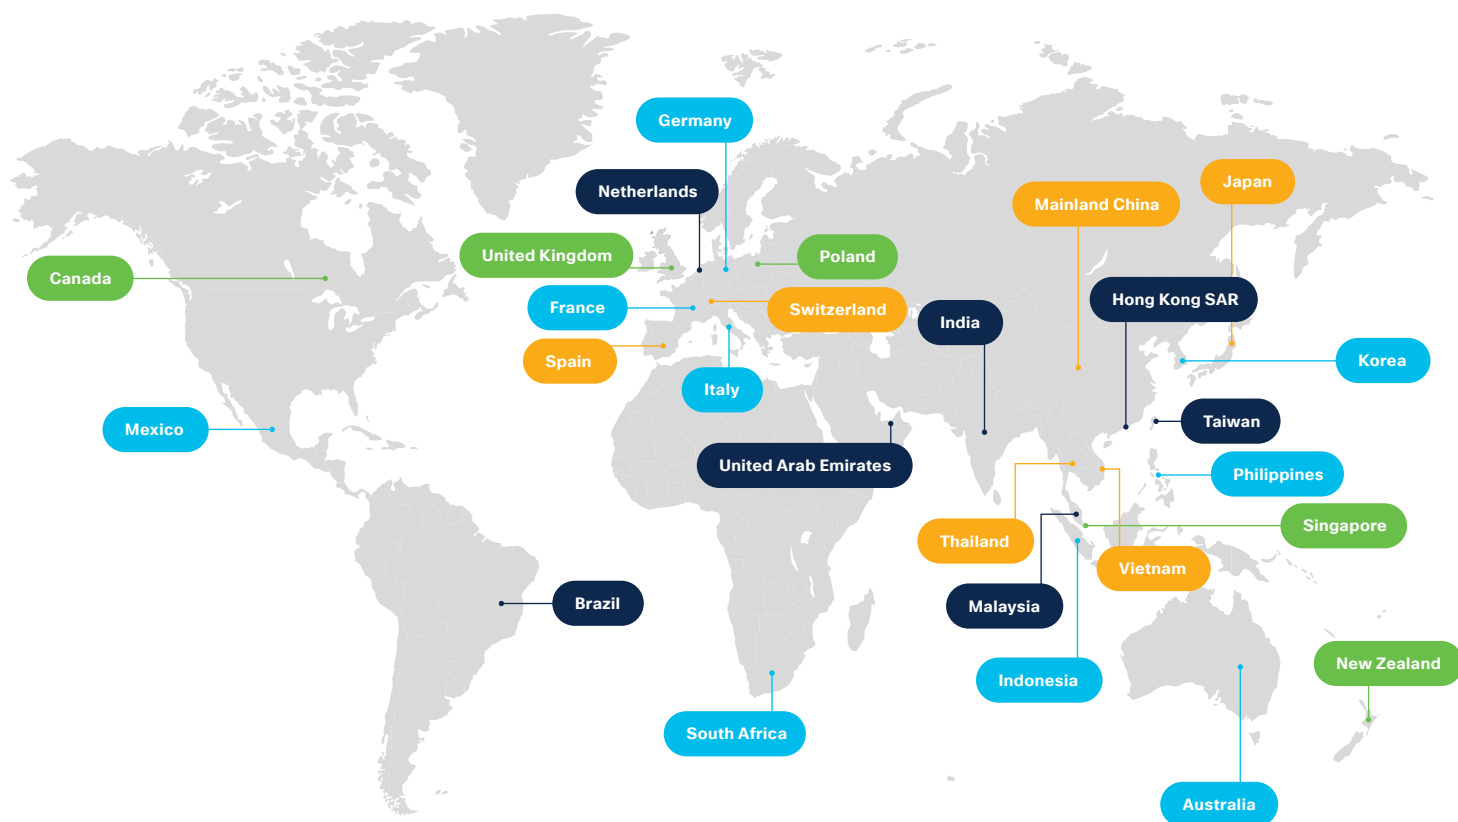 Germany
Japan
Netherlands
Mainland China
United Kingdom
Poland
Canada
Hong Kong SAR
France
Switzerland
India
Spain
Korea
Italy
Mexico
Taiwan
United Arab Emirates
Philippines
Singapore
Thailand
Vietnam
Brazil
Malaysia
New Zealand
Indonesia
South Africa
Australia